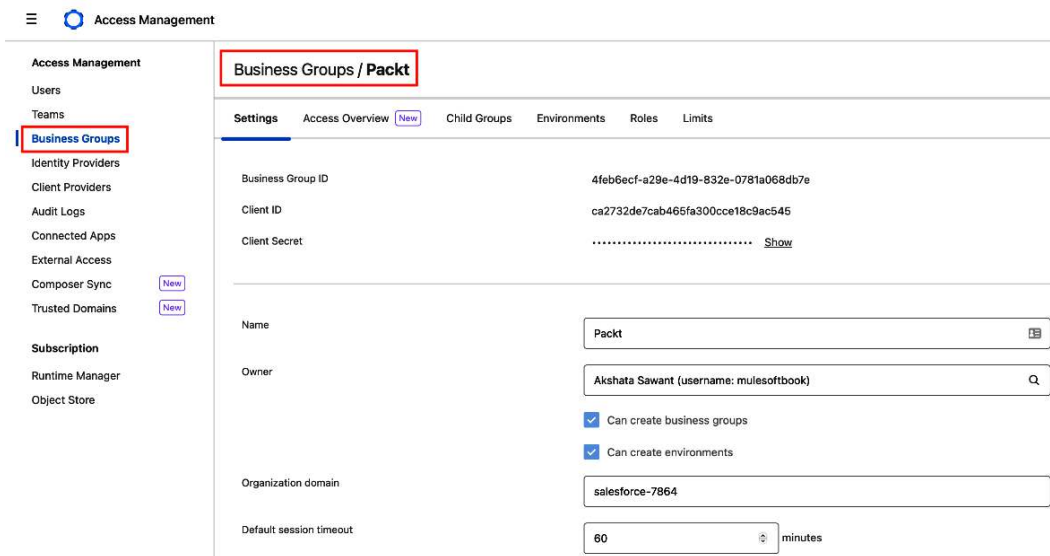 Access Management
Access Management
Users
Teams
Business Groups
Identity Providers
Client Providers
Audit Logs
Connected Apps
External Access
Composer Sync New
Trusted Domains New
Subscription
Runtime Manager
Object Store
Business Groups / Packt
Settings Access Overview New Child Groups Environments Roles Limits
Business Group ID 4feb6ecf-a29e-4d19-832e-0781a068db7e
Client ID ca2732de7cab465fa300cce18c9ac545
Client Secret ................................ Show
Name Packt
Owner Akshata Sawant (username: mulesoftbook)
Can create business groups
Can create environments
Organization domain salesforce-7864
Default session timeout 60 minutes